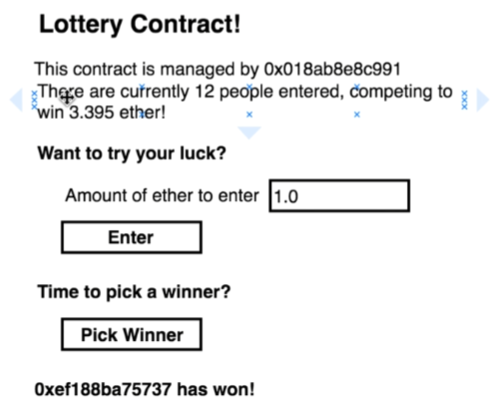 Lottery Contract!
This contract is managed by 0x018ab8e8c991
There are currently 12 people entered, competing to
win 3.395 ether!
Want to try your luck?
Amount of ether to enter 1.0
Enter
Time to pick a winner?
Pick Winner
0xef188ba75737 has won!